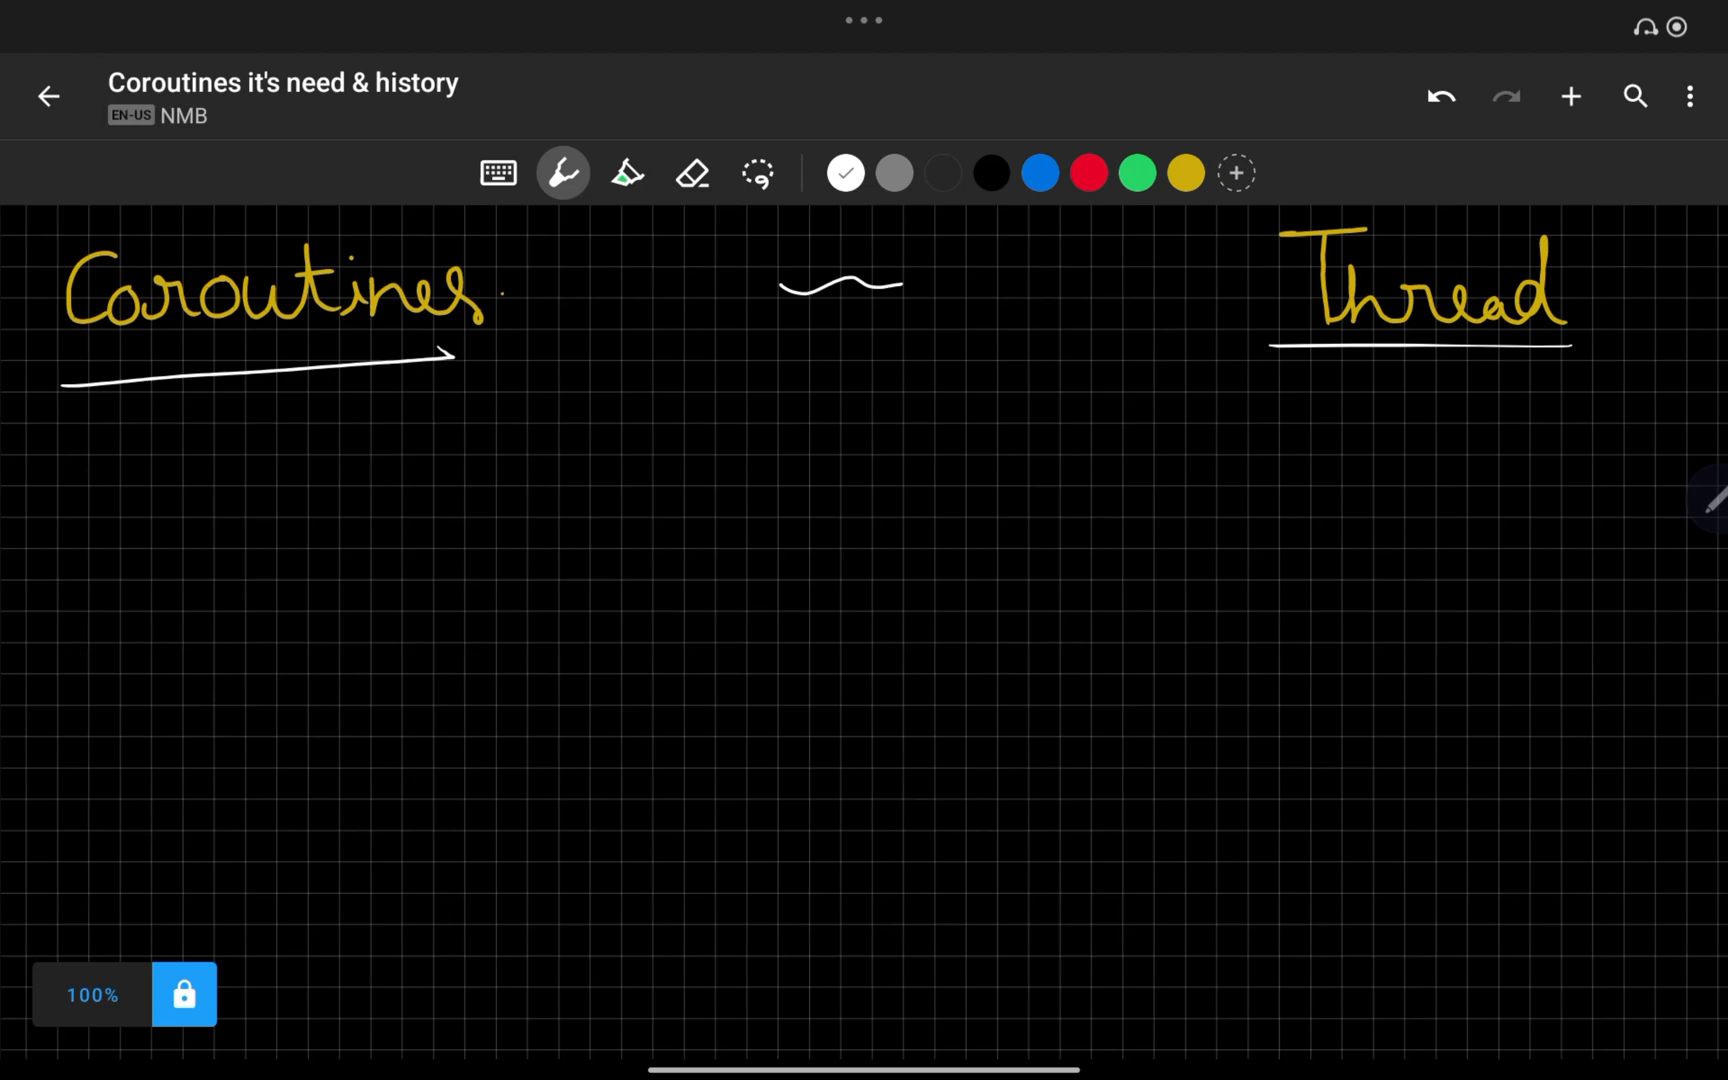 Coroutines it's need & history
EN-US NMB
Coroutines
Thread
100%